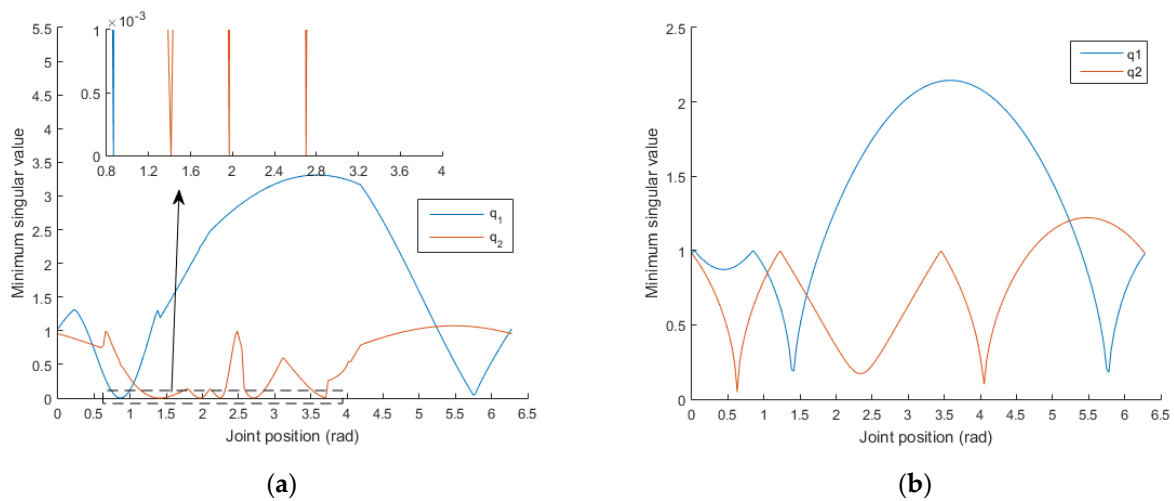 × 10⁻³
1
0.5
0
0.8 1.2 1.6 2 2.4 2.8 3.2 3.6 4
5.5
5
4.5
4
3.5
3
2.5
2
1.5
1
0.5
0
Minimum singular value
q₁
q₂
0 0.5 1 1.5 2 2.5 3 3.5 4 4.5 5 5.5 6 6.5
Joint position (rad)
(a)
2.5
2
1.5
1
0.5
0
Minimum singular value
q1
q2
0 0.5 1 1.5 2 2.5 3 3.5 4 4.5 5 5.5 6 6.5
Joint position (rad)
(b)